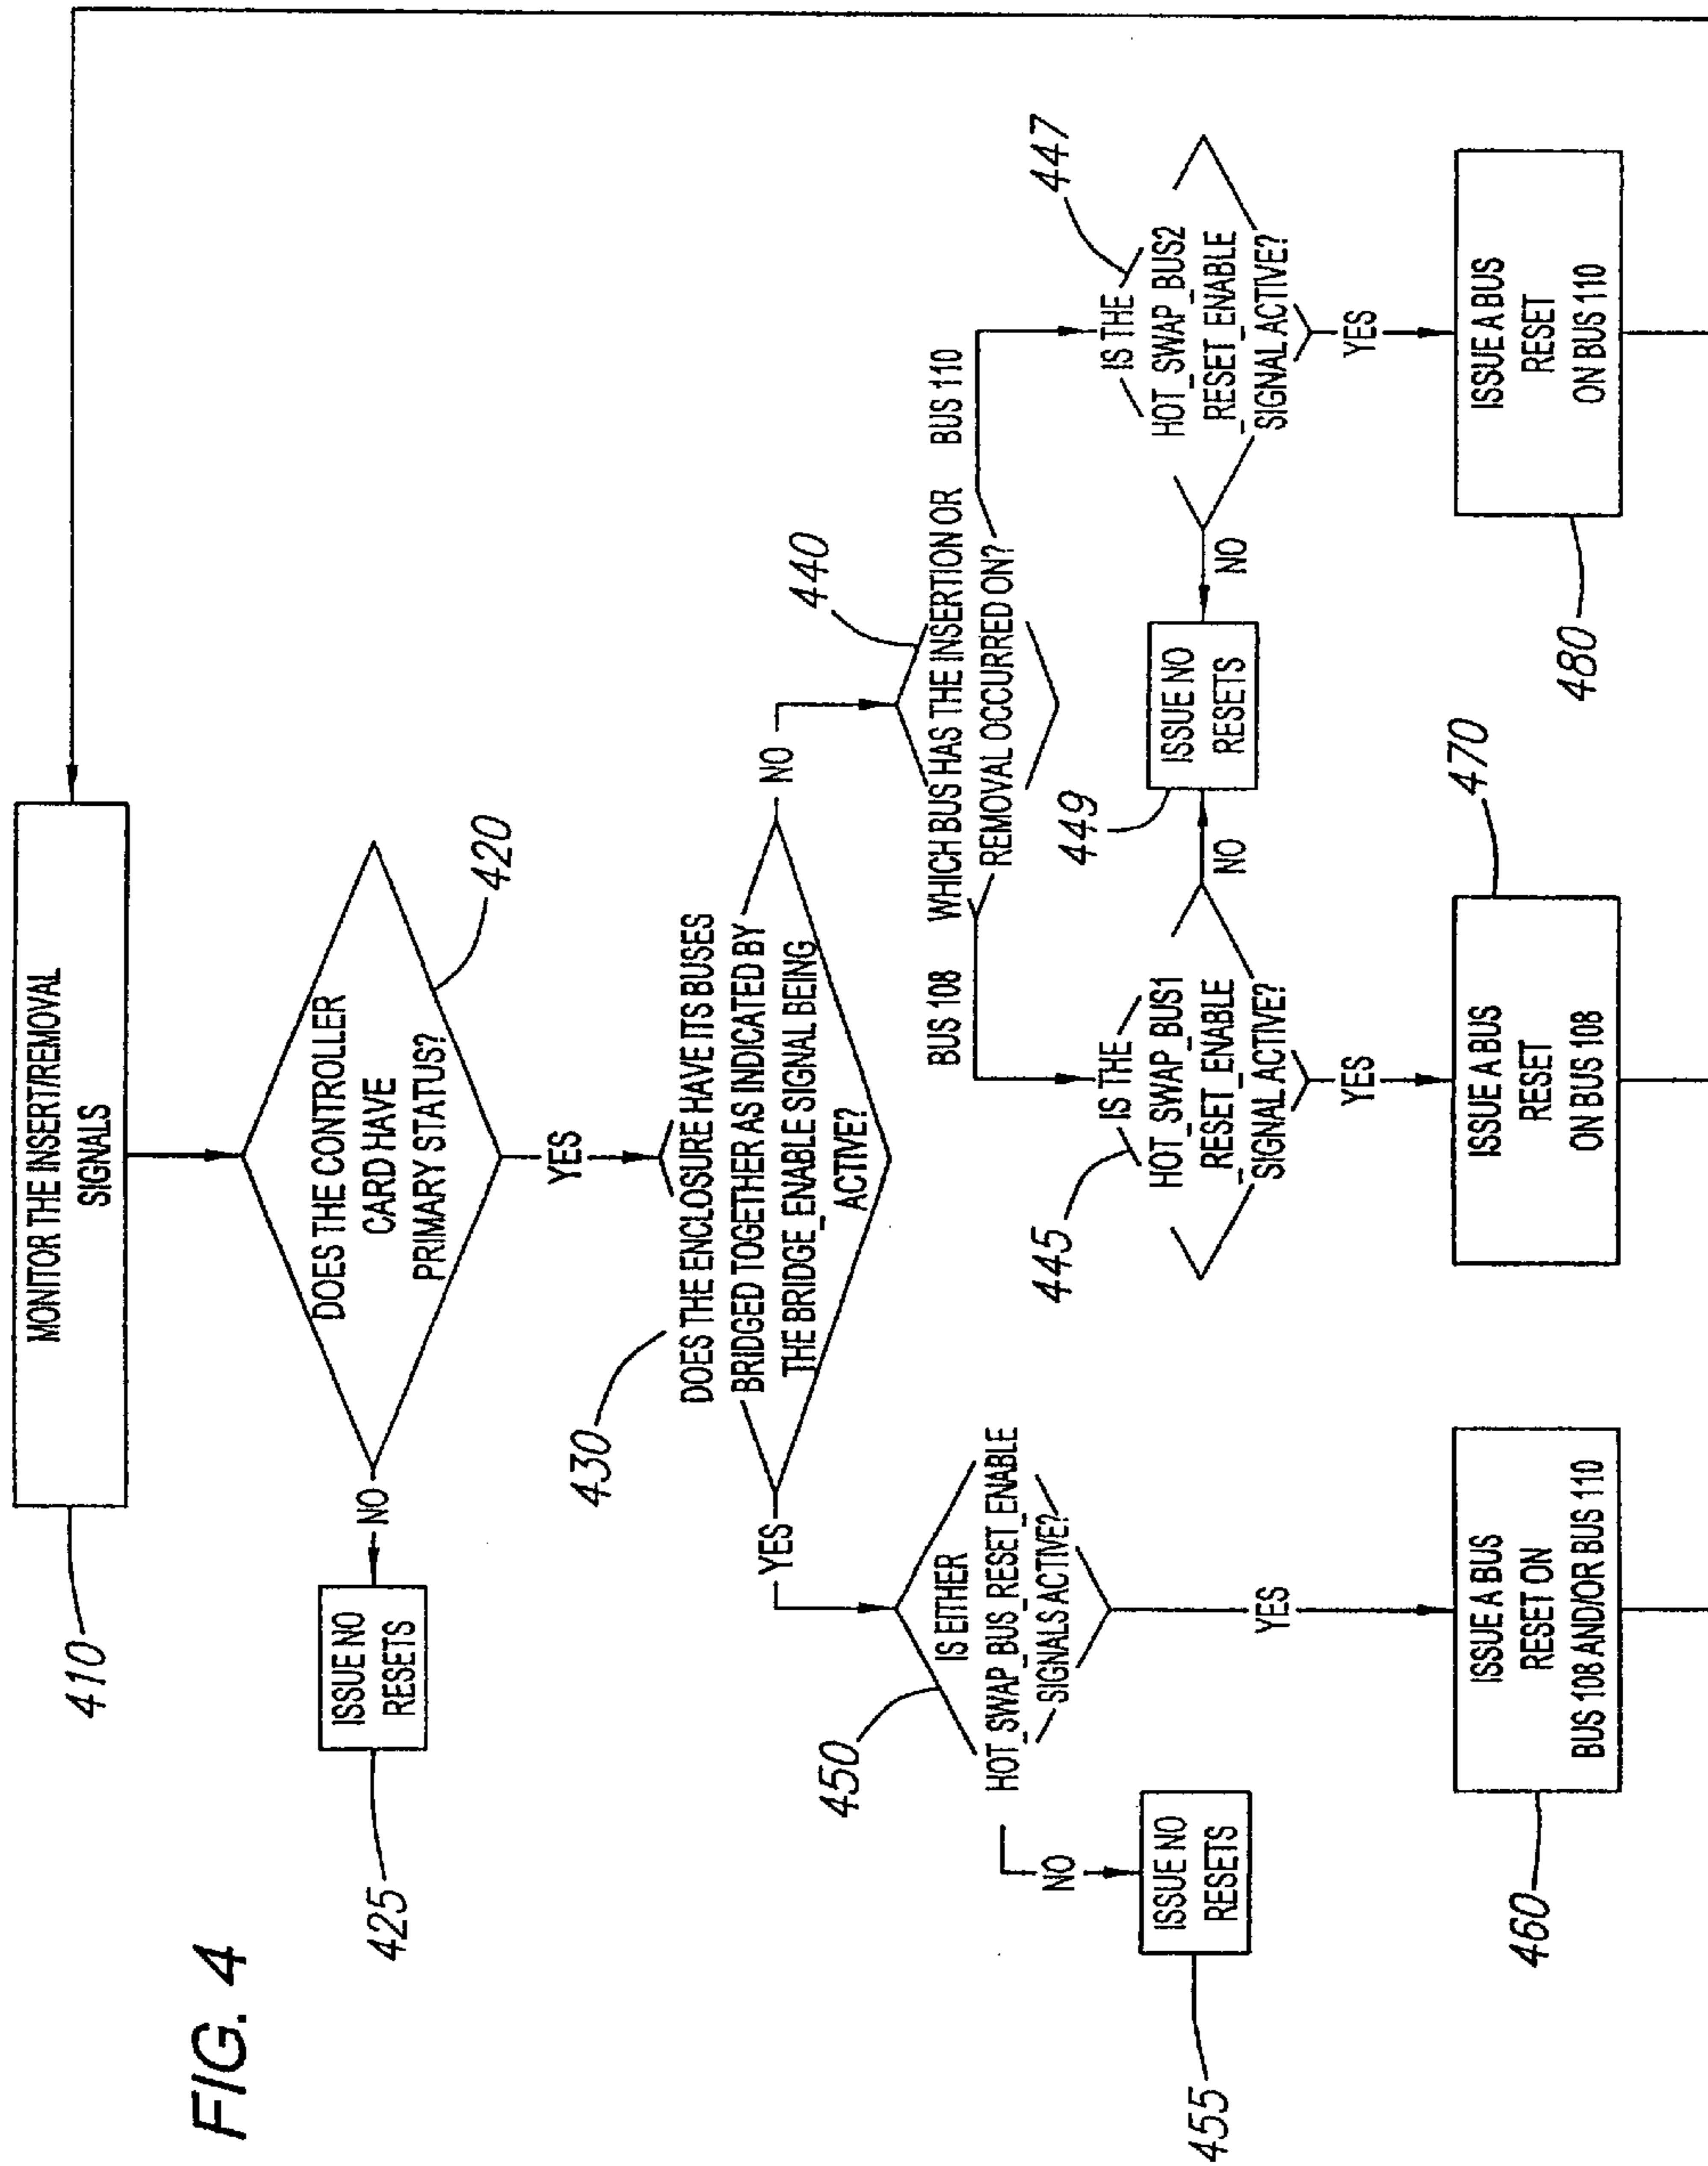 FIG. 4
410
MONITOR THE INSERT/REMOVAL
SIGNALS
DOES THE CONTROLLER
CARD HAVE
PRIMARY STATUS?
420
NO
ISSUE NO
RESETS
425
YES
430
DOES THE ENCLOSURE HAVE ITS BUSES
BRIDGED TOGETHER AS INDICATED BY
THE BRIDGE_ENABLE SIGNAL BEING
ACTIVE?
YES
NO
450
IS EITHER
HOT_SWAP_BUS_RESET_ENABLE
SIGNALS ACTIVE?
NO
ISSUE NO
RESETS
455
YES
ISSUE A BUS
RESET ON
BUS 108 AND/OR BUS 110
460
440
BUS 108
WHICH BUS HAS THE INSERTION OR
REMOVAL OCCURRED ON?
BUS 110
445
IS THE
HOT_SWAP_BUS1
_RESET_ENABLE
SIGNAL ACTIVE?
NO
449
ISSUE NO
RESETS
447
IS THE
HOT_SWAP_BUS2
_RESET_ENABLE
SIGNAL ACTIVE?
NO
YES
470
ISSUE A BUS
RESET
ON BUS 108
YES
480
ISSUE A BUS
RESET
ON BUS 110